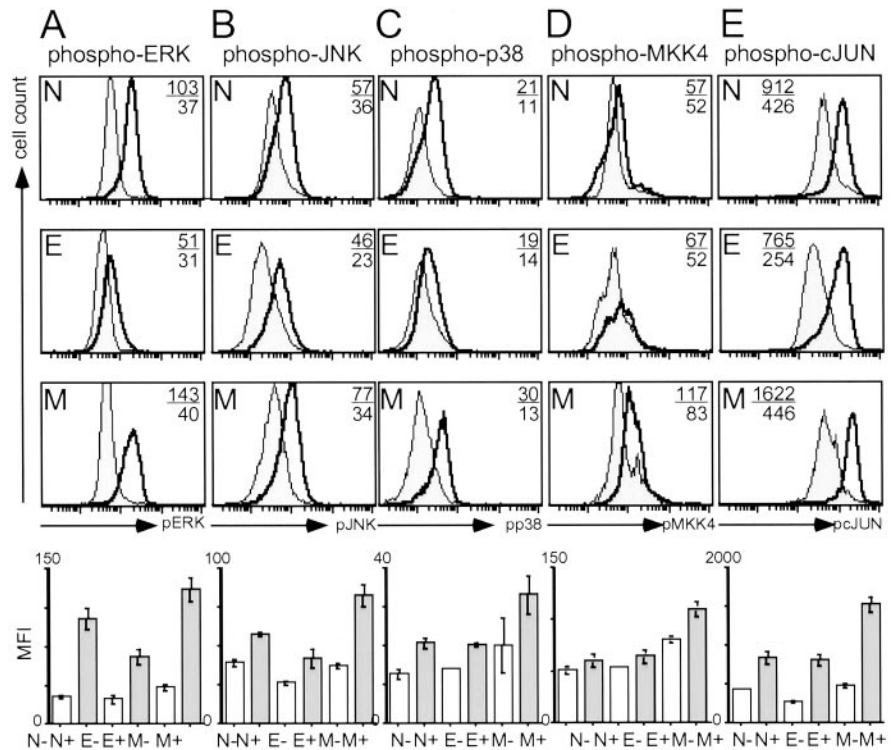 A B C D E
phospho-ERK phospho-JNK phospho-p38 phospho-MKK4 phospho-cJUN
cell count
N 103 N 57 N 21 N 57 N 912
37 36 11 52 426
E 51 E 46 E 19 E 67 E 765
31 23 14 52 254
M 143 M 77 M 30 M 117 M 1622
40 34 13 83 446
pERK pJNK pp38 pMKK4 pcJUN
150 100 40 150 2000
MFI
0 0 0 0 0
N- N+ E- E+ M- M+ N- N+ E- E+ M- M+ N- N+ E- E+ M- M+ N- N+ E- E+ M- M+ N- N+ E- E+ M- M+